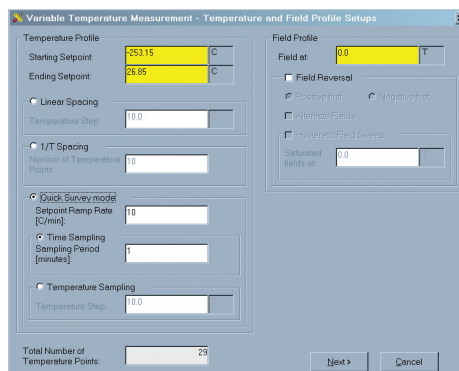 Variable Temperature Measurement - Temperature and Field Profile Setups
Temperature Profile
Starting Setpoint: -253.15 C
Ending Setpoint: 26.85 C
Linear Spacing
Temperature Step: 10.0 C
1/T Spacing
Number of Temperature
Points: 10
Quick Survey mode
Setpoint Ramp Rate
[C/min]: 10
Time Sampling
Sampling Period
[minutes]: 1
Temperature Sampling
Temperature Step: 10.0 C
Total Number of
Temperature Points: 29
Field Profile
Field at: 0.0 T
Field Reversal
Positive first Negative first
Alternate Fields
Hysteresis Field Sweep
Saturated
fields at: 0.0 T
Next > Cancel